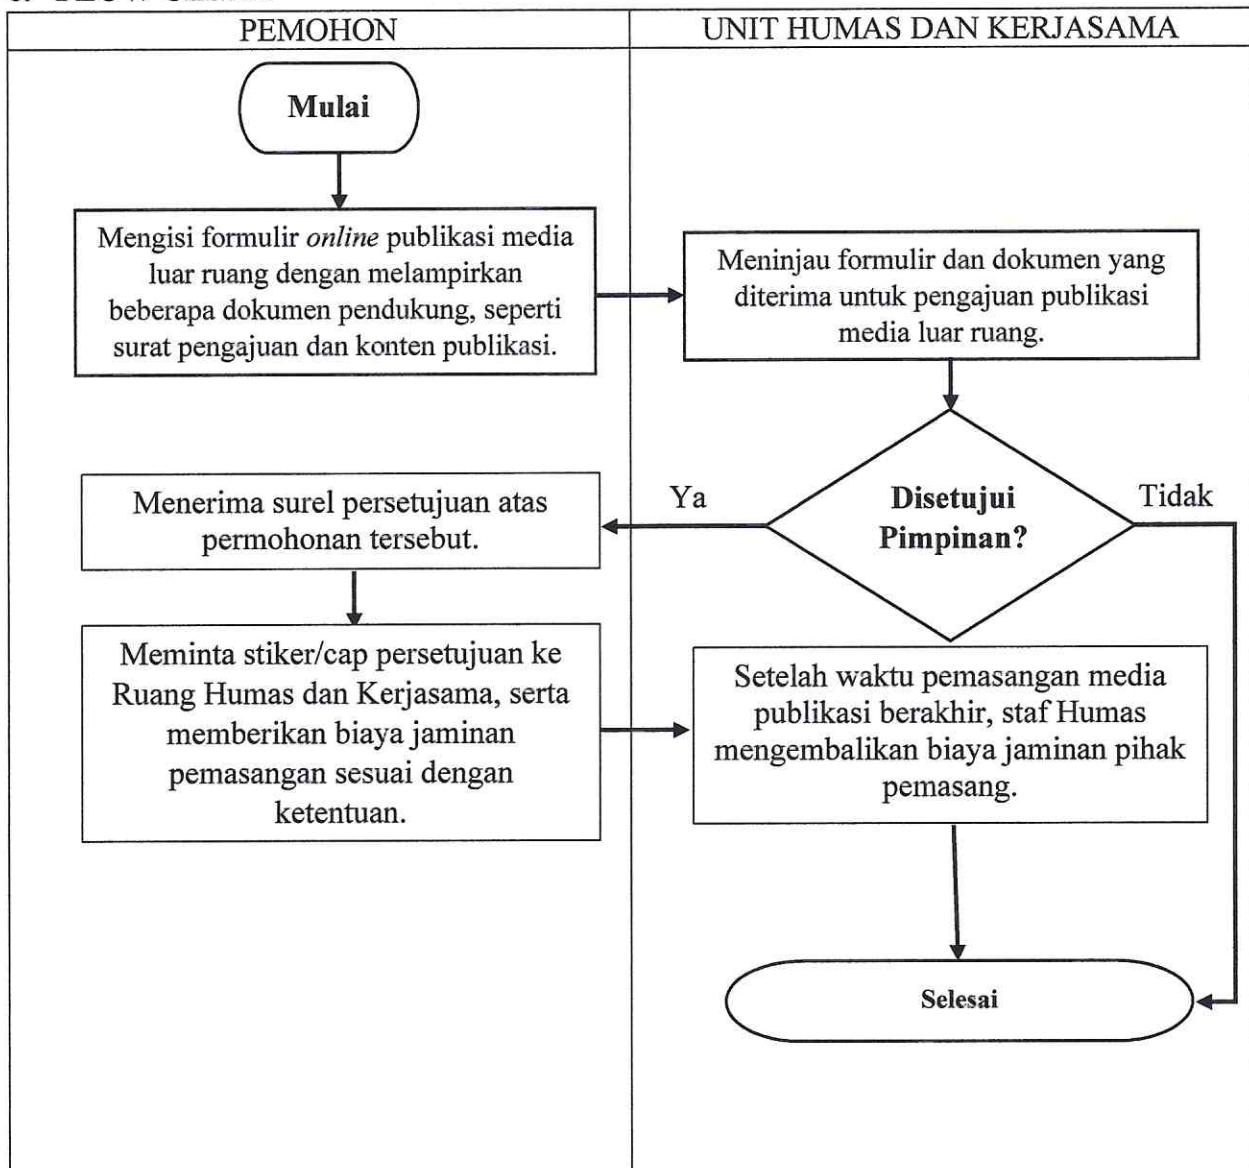 PEMOHON
UNIT HUMAS DAN KERJASAMA
Mulai
Mengisi formulir online publikasi media
luar ruang dengan melampirkan
beberapa dokumen pendukung, seperti
surat pengajuan dan konten publikasi.
Meninjau formulir dan dokumen yang
diterima untuk pengajuan publikasi
media luar ruang.
Disetujui
Pimpinan?
Ya
Tidak
Menerima surel persetujuan atas
permohonan tersebut.
Meminta stiker/cap persetujuan ke
Ruang Humas dan Kerjasama, serta
memberikan biaya jaminan
pemasangan sesuai dengan
ketentuan.
Setelah waktu pemasangan media
publikasi berakhir, staf Humas
mengembalikan biaya jaminan pihak
pemasang.
Selesai